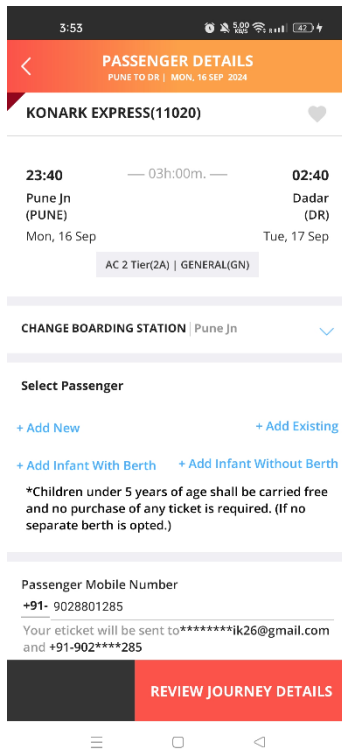 3:53
5.00
KB/S
42
PASSENGER DETAILS
PUNE TO DR | MON, 16 SEP 2024
KONARK EXPRESS(11020)
23:40
03h:00m.
02:40
Pune Jn
(PUNE)
Dadar
(DR)
Mon, 16 Sep
Tue, 17 Sep
AC 2 Tier(2A) | GENERAL(GN)
CHANGE BOARDING STATION | Pune Jn
Select Passenger
+ Add New
+ Add Existing
+ Add Infant With Berth
+ Add Infant Without Berth
*Children under 5 years of age shall be carried free
and no purchase of any ticket is required. (If no
separate berth is opted.)
Passenger Mobile Number
+91- 9028801285
Your eticket will be sent to********ik26@gmail.com
and +91-902****285
REVIEW JOURNEY DETAILS